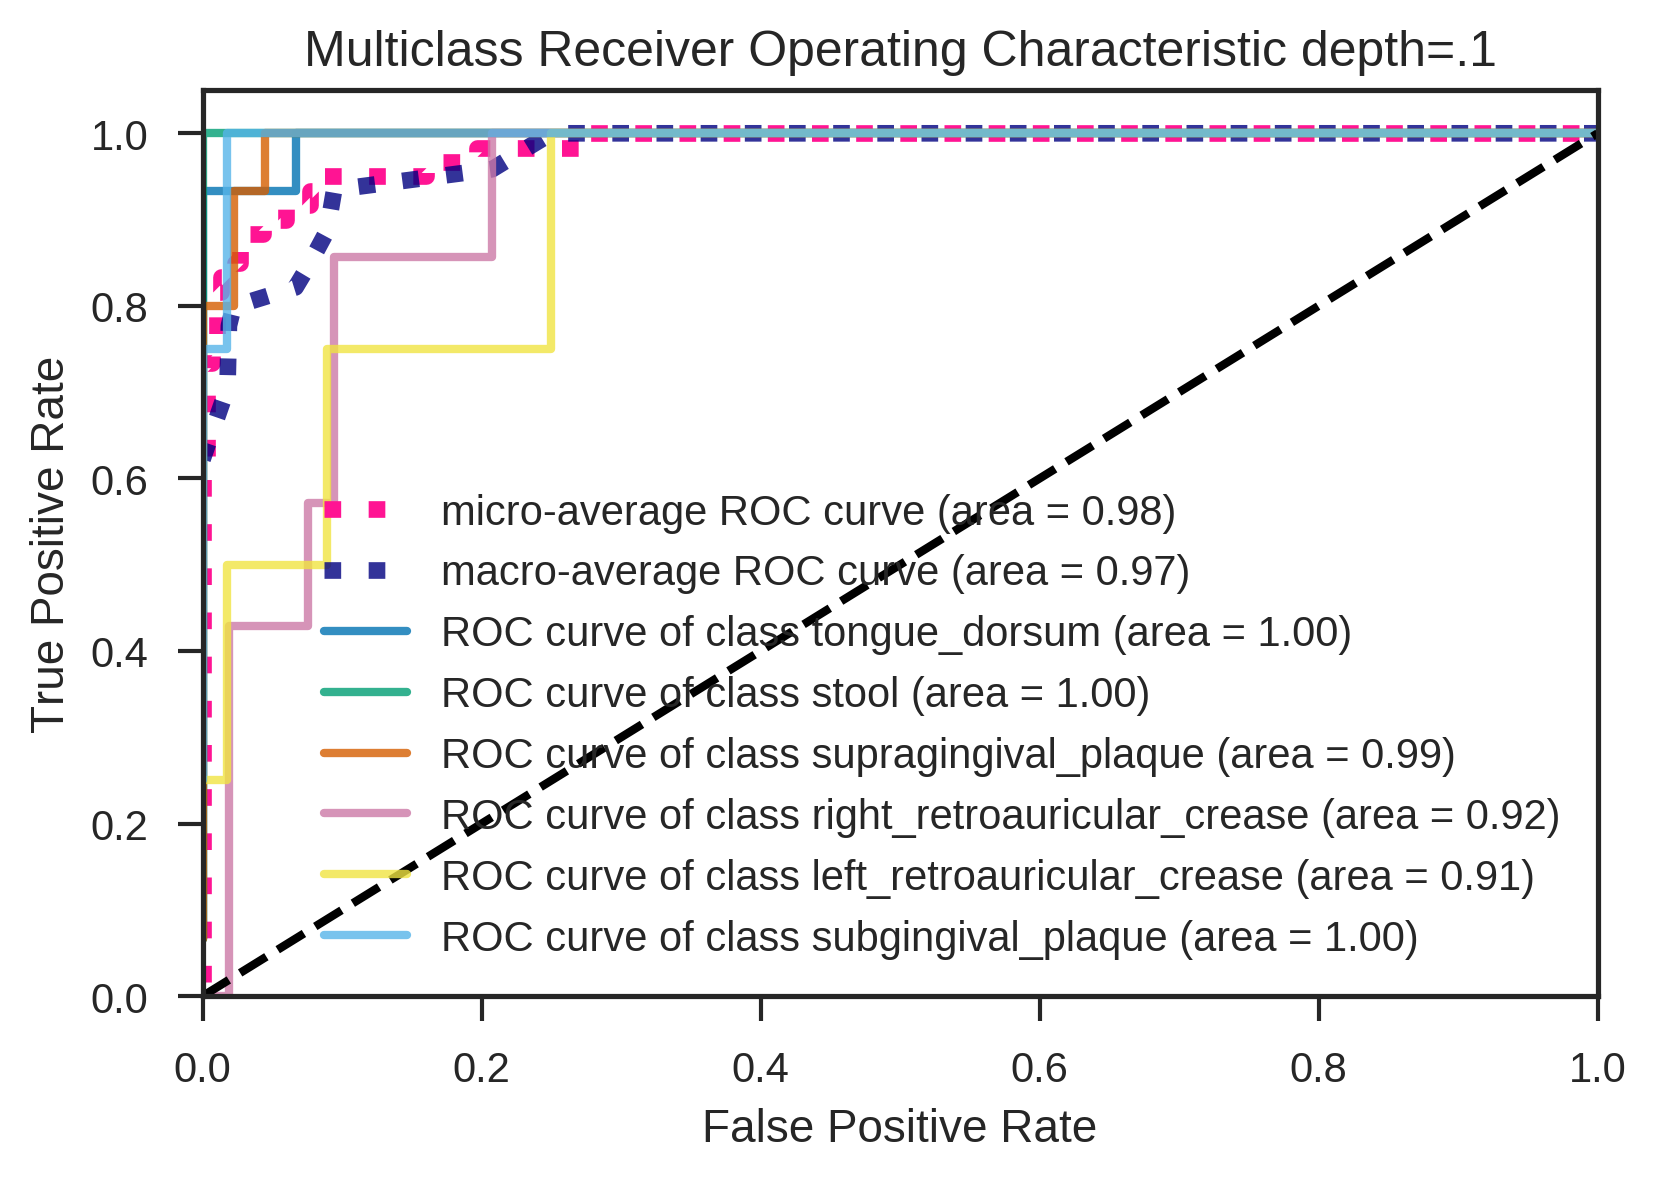 Multiclass Receiver Operating Characteristic depth=.1
True Positive Rate
1.0
0.8
0.6
0.4
0.2
0.0
micro-average ROC curve (area = 0.98)
macro-average ROC curve (area = 0.97)
ROC curve of class tongue_dorsum (area = 1.00)
ROC curve of class stool (area = 1.00)
ROC curve of class supragingival_plaque (area = 0.99)
ROC curve of class right_retroauricular_crease (area = 0.92)
ROC curve of class left_retroauricular_crease (area = 0.91)
ROC curve of class subgingival_plaque (area = 1.00)
0.0 0.2 0.4 0.6 0.8 1.0
False Positive Rate